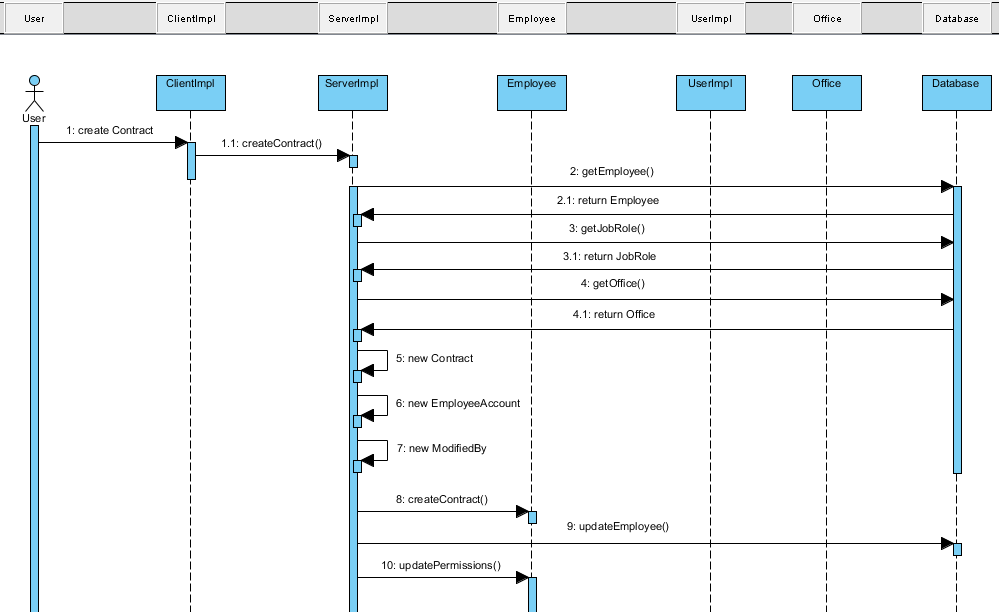 User ClientImpl ServerImpl Employee UserImpl Office Database
ClientImpl ServerImpl Employee UserImpl Office Database
User
1: create Contract
1.1: createContract()
2: getEmployee()
2.1: return Employee
3: getJobRole()
3.1: return JobRole
4: getOffice()
4.1: return Office
5: new Contract
6: new EmployeeAccount
7: new ModifiedBy
8: createContract()
9: updateEmployee()
10: updatePermissions()